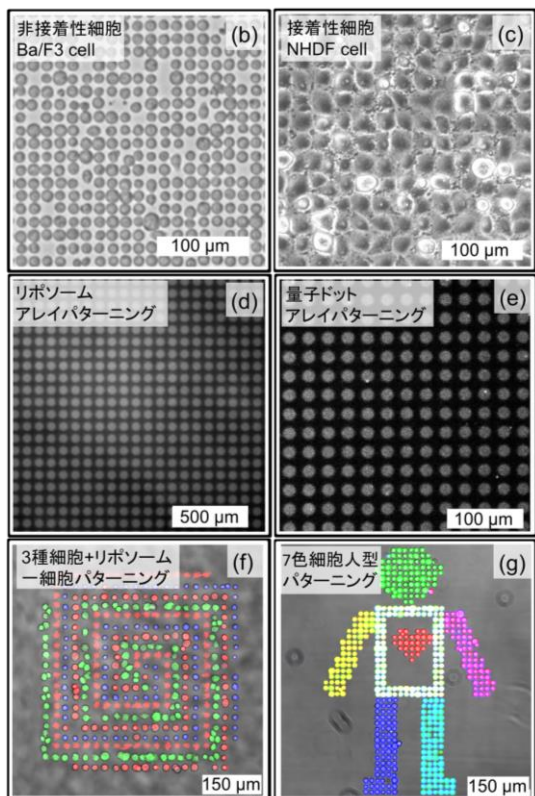 非接着性細胞
Ba/F3 cell
(b)
100 μm
接着性細胞
NHDF cell
(c)
100 μm
リポソーム
アレイパターニング
(d)
500 μm
量子ドット
アレイパターニング
(e)
100 μm
3種細胞+リポソーム
一細胞パターニング
(f)
150 μm
7色細胞人型
パターニング
(g)
150 μm